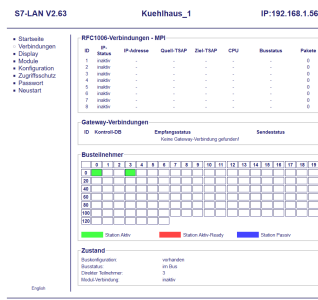 S7-LAN V2.63 Kuehlhaus_1 IP:192.168.1.56
Startseite
Verbindungen
Display
Module
Konfiguration
Zugriffsschutz
Passwort
Neustart
English
RFC1006-Verbindungen - MPI
ID IP-Status IP-Adresse Quell-TSAP Ziel-TSAP CPU Busstatus Pakete
1 inaktiv - - - - - 0
2 inaktiv - - - - - 0
3 inaktiv - - - - - 0
4 inaktiv - - - - - 0
5 inaktiv - - - - - 0
6 inaktiv - - - - - 0
7 inaktiv - - - - - 0
8 inaktiv - - - - - 0
Gateway-Verbindungen
ID Kontroll-DB Empfangsstatus Sendestatus
Keine Gateway-Verbindung gefunden!
Busteilnehmer
0 1 2 3 4 5 6 7 8 9 10 11 12 13 14 15 16 17 18 19
0
20
40
60
80
100
120
Station Aktiv Station Aktiv-Ready Station Passiv
Zustand
Buskonfiguration: vorhanden
Busstatus: im Bus
Direkter Teilnehmer: 3
Modul-Verbindung: inaktiv